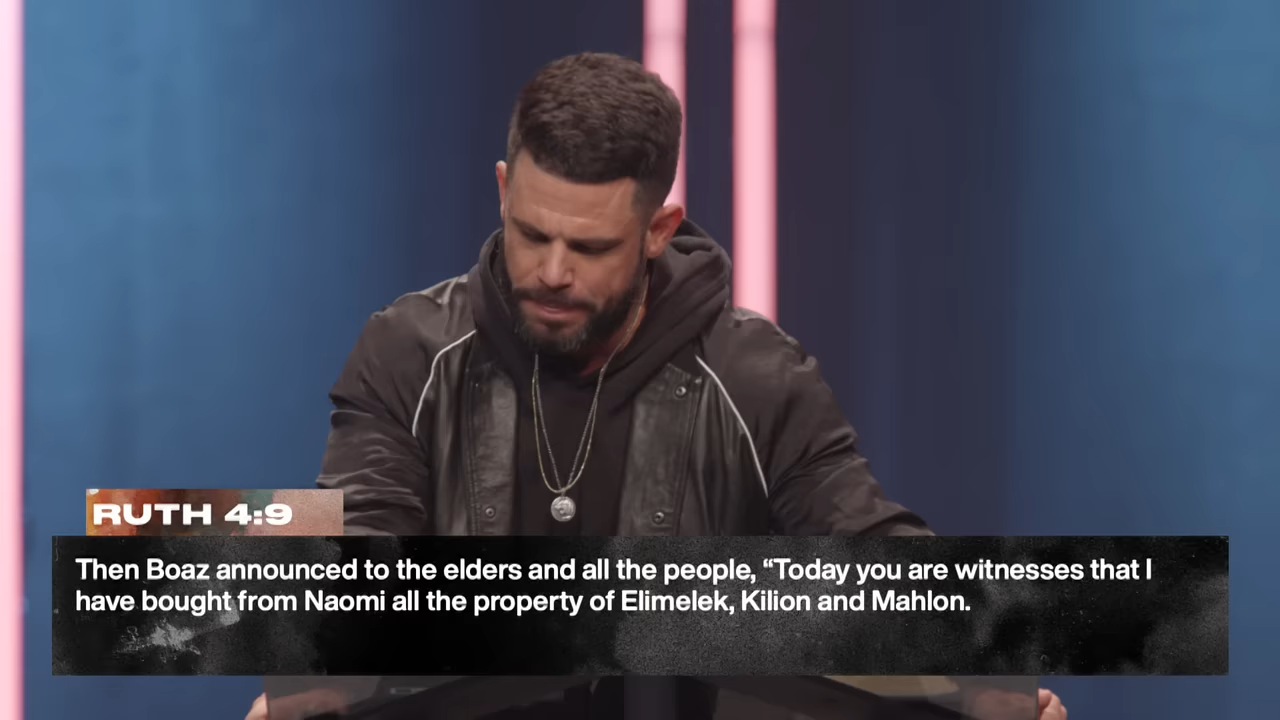 RUTH 4:9
Then Boaz announced to the elders and all the people, “Today you are witnesses that I
have bought from Naomi all the property of Elimelek, Kilion and Mahlon.